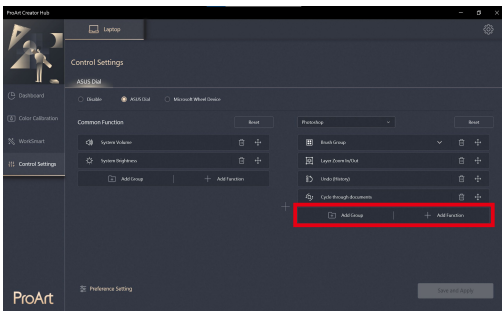 ProArt Creator Hub
Laptop
Control Settings
ASUS Dial
Disable ASUS Dial Microsoft Wheel Device
Common Function Reset
System Volume
System Brightness
Add Group Add Function
Photoshop Reset
Brush Group
Layer Zoom In/Out
Undo (History)
Cycle through documents
Add Group Add Function
Dashboard
Color Calibration
WorkSmart
Control Settings
Preference Setting
Save and Apply
ProArt